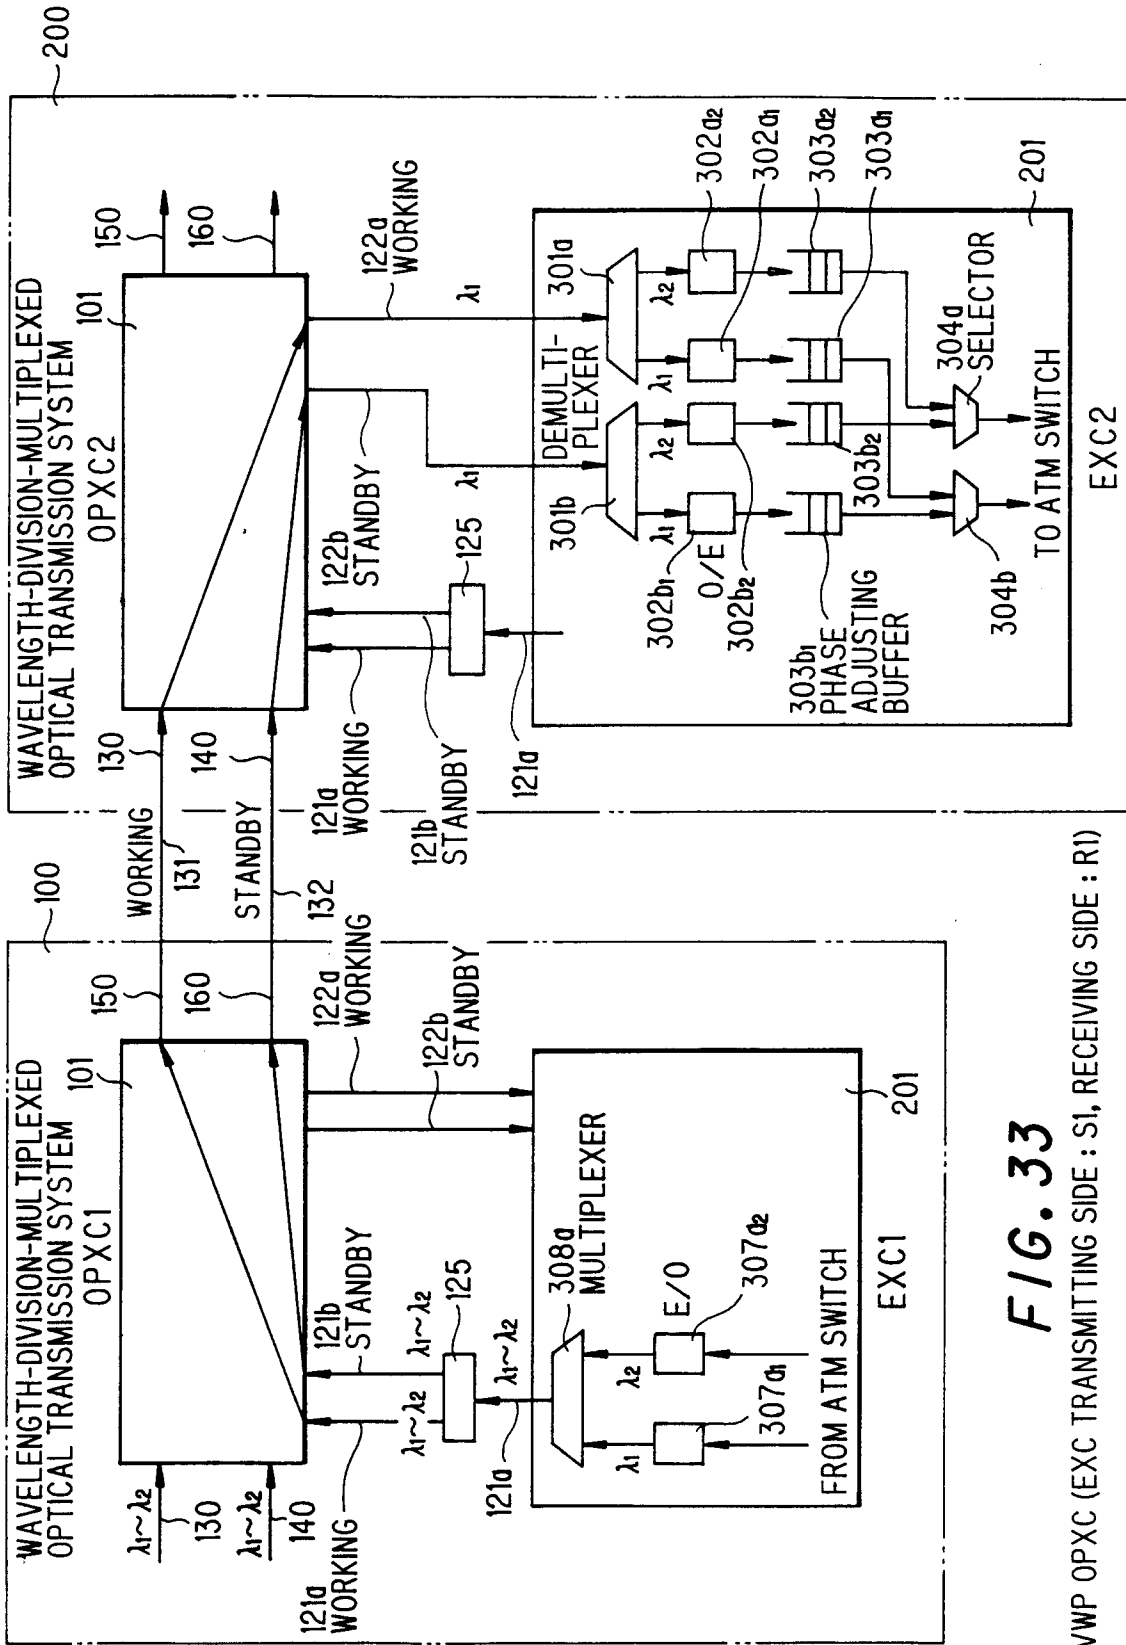 WAVELENGTH-DIVISION-MULTIPLEXED
OPTICAL TRANSMISSION SYSTEM
OPXC1
100
101
λ1~λ2
130
λ1~λ2
140
150
160
WORKING
131
STANDBY
132
121a
WORKING
121b
STANDBY
λ1~λ2
λ1~λ2
125
121a
λ1~λ2
122a
WORKING
122b
STANDBY
308a
MULTIPLEXER
λ1
λ2
E/O
307a1
307a2
FROM ATM SWITCH
201
EXC1
WAVELENGTH-DIVISION-MULTIPLEXED
OPTICAL TRANSMISSION SYSTEM
OPXC2
200
101
130
140
150
160
121a
WORKING
121b
STANDBY
121a
125
122b
STANDBY
122a
WORKING
λ1
λ1
DEMULTI-
PLEXER
301b
301a
λ1
λ2
λ1
λ2
302b1
O/E
302b2
302a2
302a1
303b1
PHASE
ADJUSTING
BUFFER
303b2
303a2
303a1
304b
304a
SELECTOR
TO ATM SWITCH
201
EXC2
FIG. 33
VWP OPXC (EXC TRANSMITTING SIDE : S1, RECEIVING SIDE : R1)